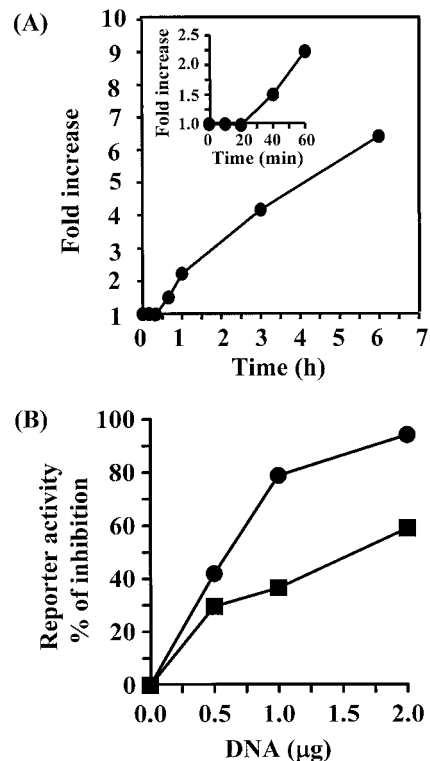 (A)
Fold increase
10
9
8
7
6
5
4
3
2
1
0 1 2 3 4 5 6 7
Time (h)
Fold increase
2.5
2.0
1.5
1.0
0 20 40 60
Time (min)
(B)
Reporter activity
% of inhibition
100
80
60
40
20
0
0.0 0.5 1.0 1.5 2.0
DNA (μg)